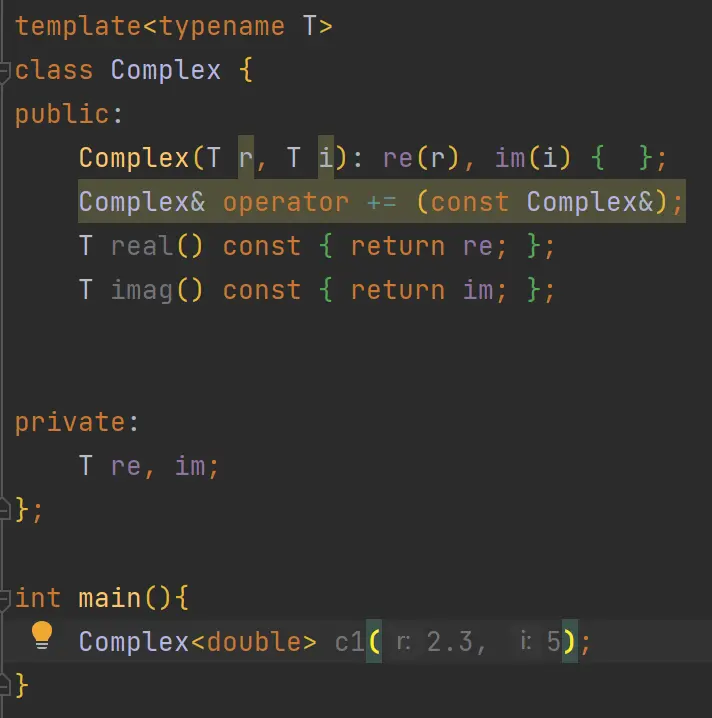 template<typename T>
class Complex {
public:
    Complex(T r, T i): re(r), im(i) {  };
    Complex& operator += (const Complex&);
    T real() const { return re; };
    T imag() const { return im; };
private:
    T re, im;
};
int main(){
    Complex<double> c1( r: 2.3,  i: 5);
}